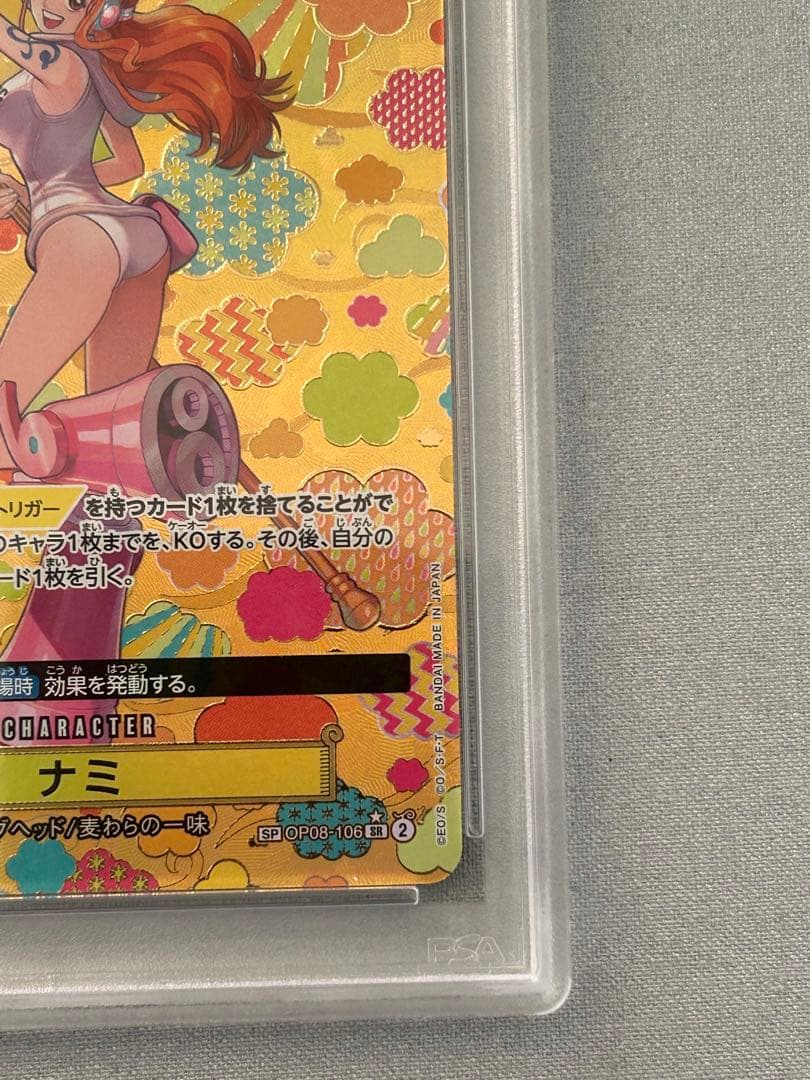 トリガー を持つカード1枚を捨てることがで
のキャラ1枚までを、KOする。その後、自分の
ード1枚を引く。
場時 効果を発動する。
CHARACTER
ナミ
グヘッド/麦わらの一味
SP OP08-106 SR 2
©EO/S ©O/S・F・T BANDAI MADE IN JAPAN
PSA